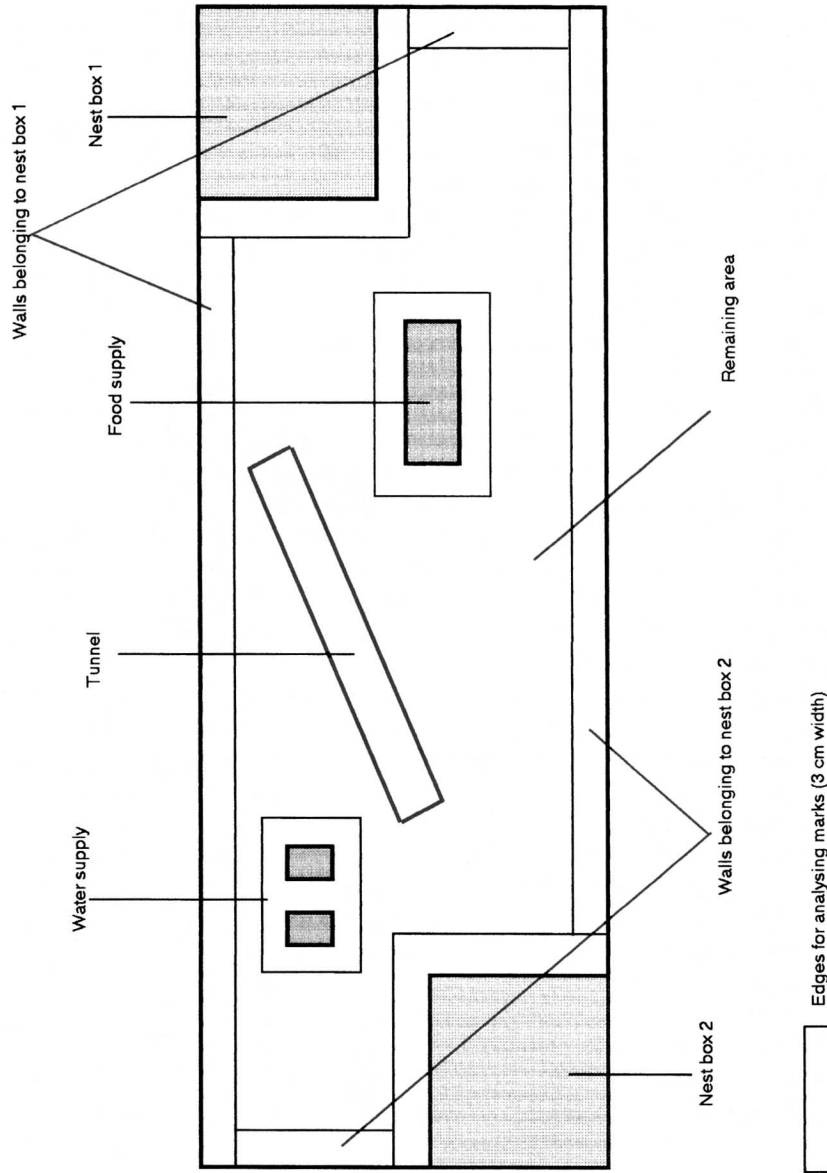 Walls belonging to nest box 1
Nest box 1
Food supply
Tunnel
Water supply
Remaining area
Walls belonging to nest box 2
Nest box 2
Edges for analysing marks (3 cm width)